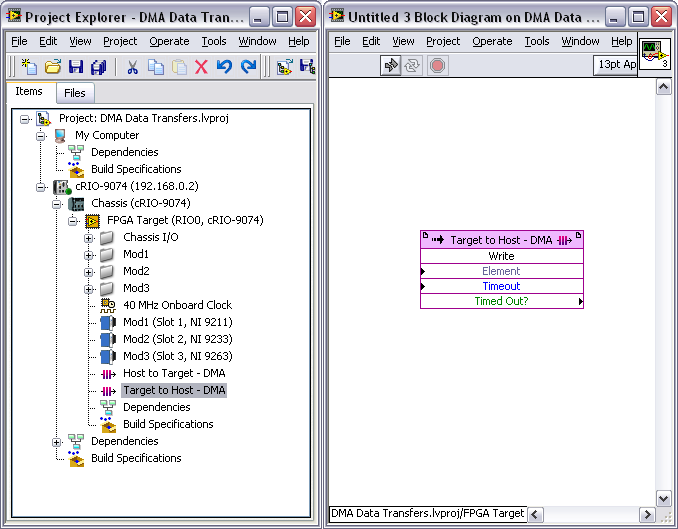 Project Explorer - DMA Data Tran...
File Edit View Project Operate Tools Window Help
Items Files
Project: DMA Data Transfers.lvproj
My Computer
Dependencies
Build Specifications
cRIO-9074 (192.168.0.2)
Chassis (cRIO-9074)
FPGA Target (RIO0, cRIO-9074)
Chassis I/O
Mod1
Mod2
Mod3
40 MHz Onboard Clock
Mod1 (Slot 1, NI 9211)
Mod2 (Slot 2, NI 9233)
Mod3 (Slot 3, NI 9263)
Host to Target - DMA
Target to Host - DMA
Dependencies
Build Specifications
Dependencies
Build Specifications
Untitled 3 Block Diagram on DMA Data ...
File Edit View Project Operate Tools Window Help
3
13pt Ap
Target to Host - DMA
Write
Element
Timeout
Timed Out?
DMA Data Transfers.lvproj/FPGA Target